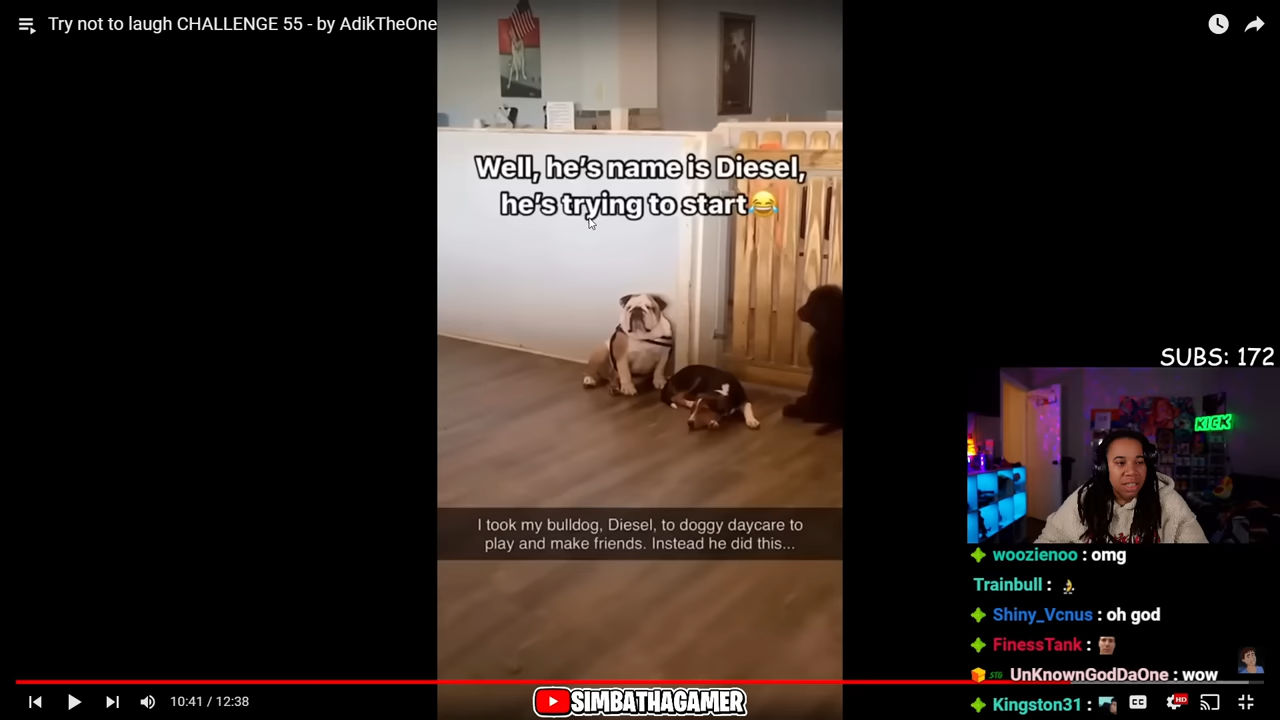 Try not to laugh CHALLENGE 55 - by AdikTheOne
Well, he's name is Diesel,
he's trying to start😂
I took my bulldog, Diesel, to doggy daycare to
play and make friends. Instead he did this...
SUBS: 172
KICK
woozienoo : omg
Trainbull :
Shiny_Vcnus : oh god
FinessTank :
UnKnownGodDaOne : wow
Kingston31 :
10:41 / 12:38
SIMBATHAGAMER
CC
HD